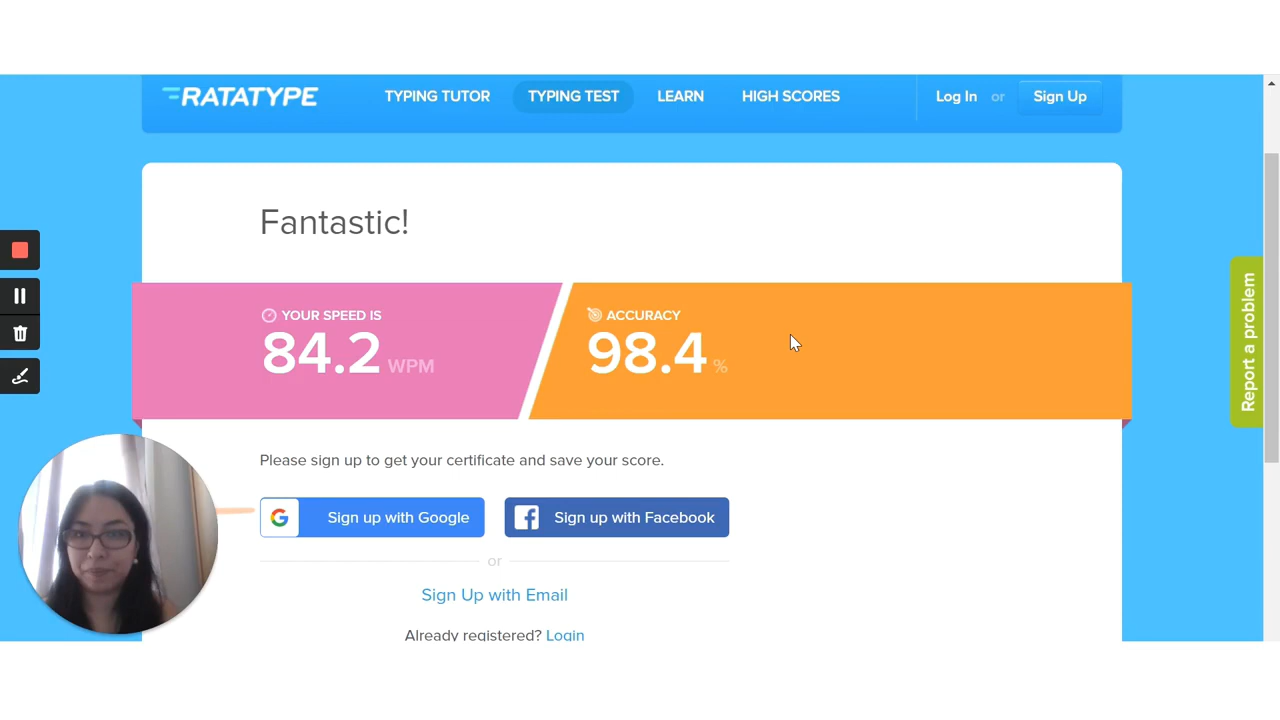 RATATYPE
TYPING TUTOR TYPING TEST LEARN HIGH SCORES Log In or Sign Up
Fantastic!
YOUR SPEED IS
84.2 WPM
ACCURACY
98.4 %
Please sign up to get your certificate and save your score.
Sign up with Google
Sign up with Facebook
or
Sign Up with Email
Already registered? Login
Report a problem